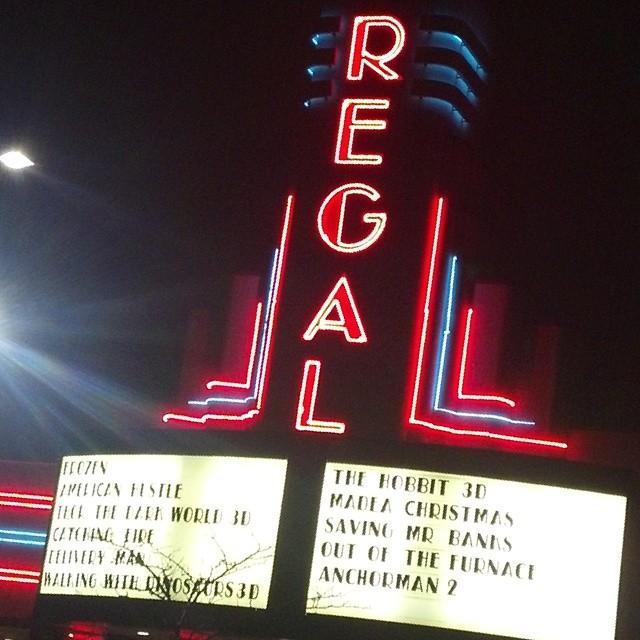 REGAL
FROZEN
AMERICAN HUSTLE
THOR THE DARK WORLD 3D
CATCHING FIRE
DELIVERY MAN
WALKING WITH DINOSAURS 3D
THE HOBBIT 3D
MADEA CHRISTMAS
SAVING MR BANKS
OUT OF THE FURNACE
ANCHORMAN 2